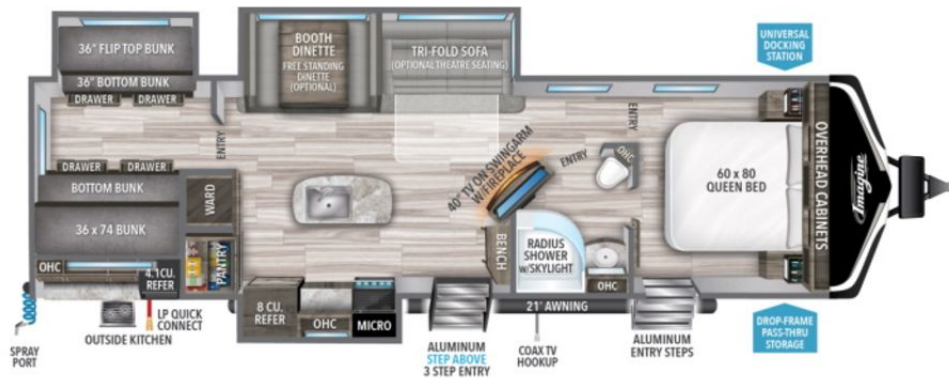 36" FLIP TOP BUNK
36" BOTTOM BUNK
DRAWER
DRAWER
BOOTH
DINETTE
FREE STANDING
DINETTE
(OPTIONAL)
TRI-FOLD SOFA
(OPTIONAL THEATRE SEATING)
UNIVERSAL
DOCKING
STATION
ENTRY
ENTRY
DRAWER
DRAWER
BOTTOM BUNK
36 x 74 BUNK
OHC
4.1CU.
REFER
WARD
PANTRY
40" TV ON SWINGARM
W/FIREPLACE
ENTRY
OHC
60 x 80
QUEEN BED
OVERHEAD CABINETS
Imagine
BENCH
RADIUS
SHOWER
w/SKYLIGHT
OHC
8 CU.
REFER
OHC
MICRO
21' AWNING
SPRAY
PORT
OUTSIDE KITCHEN
LP QUICK
CONNECT
ALUMINUM
STEP ABOVE
3 STEP ENTRY
COAX TV
HOOKUP
ALUMINUM
ENTRY STEPS
DROP-FRAME
PASS-THRU
STORAGE